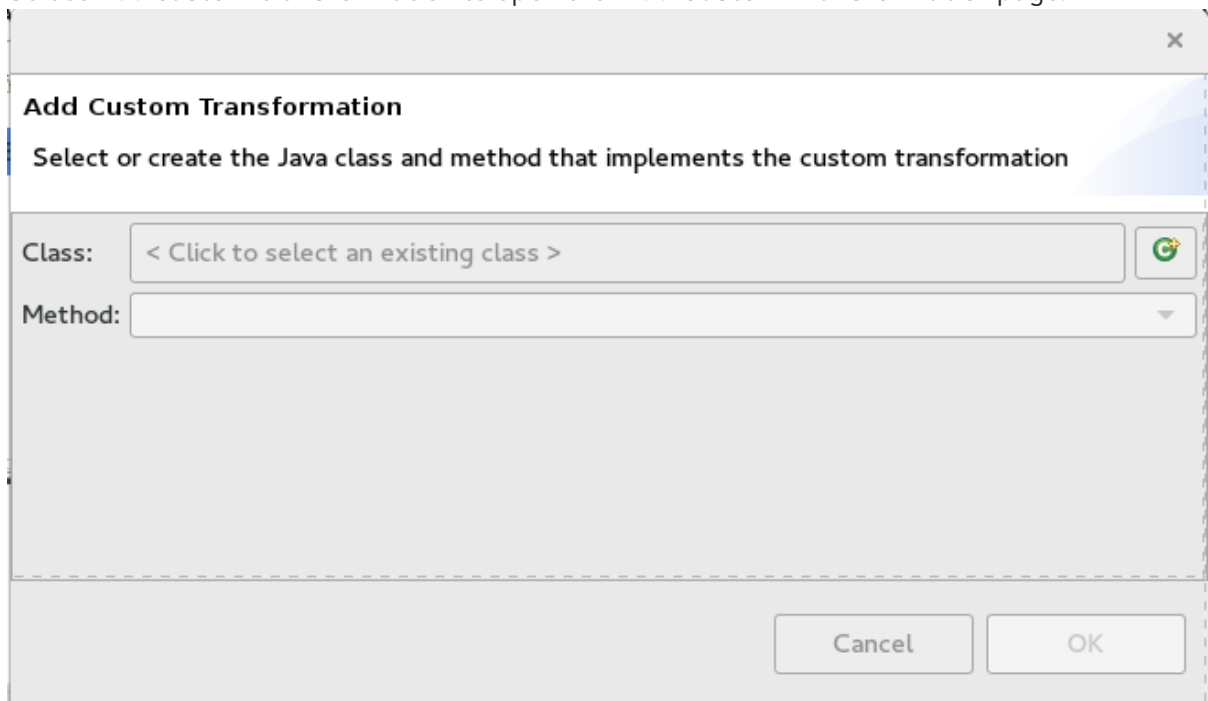 ×
Add Custom Transformation
Select or create the Java class and method that implements the custom transformation
Class: < Click to select an existing class >
Method:
Cancel OK